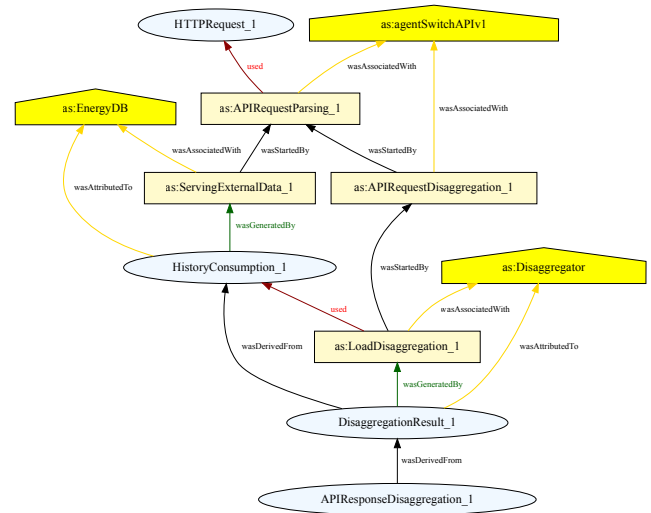 HTTPRequest_1
as:agentSwitchAPIv1
used
wasAssociatedWith
as:EnergyDB
as:APIRequestParsing_1
wasAssociatedWith
wasAssociatedWith
wasStartedBy
wasStartedBy
wasAttributedTo
as:ServingExternalData_1
as:APIRequestDisaggregation_1
wasGeneratedBy
HistoryConsumption_1
wasStartedBy
as:Disaggregator
used
wasAssociatedWith
wasDerivedFrom
as:LoadDisaggregation_1
wasAttributedTo
wasGeneratedBy
DisaggregationResult_1
wasDerivedFrom
APIResponseDisaggregation_1